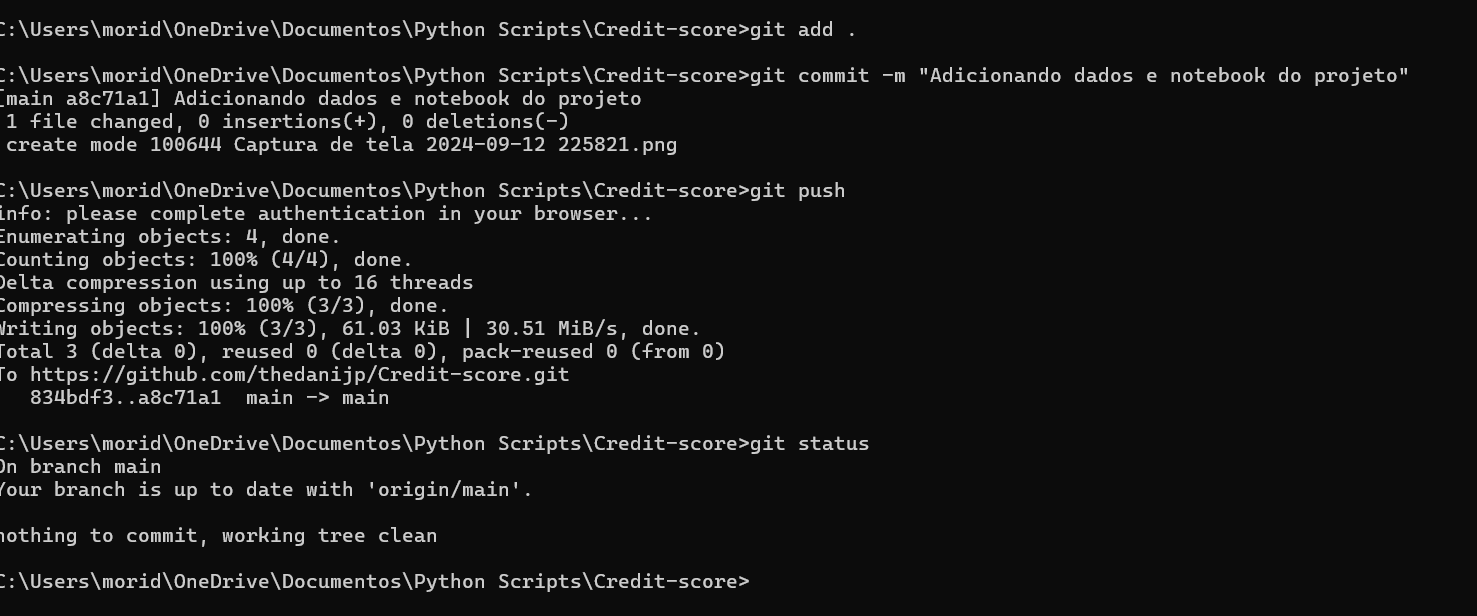 C:\Users\morid\OneDrive\Documentos\Python Scripts\Credit-score>git add .
C:\Users\morid\OneDrive\Documentos\Python Scripts\Credit-score>git commit -m "Adicionando dados e notebook do projeto"
[main a8c71a1] Adicionando dados e notebook do projeto
1 file changed, 0 insertions(+), 0 deletions(-)
create mode 100644 Captura de tela 2024-09-12 225821.png
C:\Users\morid\OneDrive\Documentos\Python Scripts\Credit-score>git push
info: please complete authentication in your browser...
Enumerating objects: 4, done.
Counting objects: 100% (4/4), done.
Delta compression using up to 16 threads
Compressing objects: 100% (3/3), done.
Writing objects: 100% (3/3), 61.03 KiB | 30.51 MiB/s, done.
Total 3 (delta 0), reused 0 (delta 0), pack-reused 0 (from 0)
To https://github.com/thedanijp/Credit-score.git
834bdf3..a8c71a1  main -> main
C:\Users\morid\OneDrive\Documentos\Python Scripts\Credit-score>git status
On branch main
Your branch is up to date with 'origin/main'.
nothing to commit, working tree clean
C:\Users\morid\OneDrive\Documentos\Python Scripts\Credit-score>